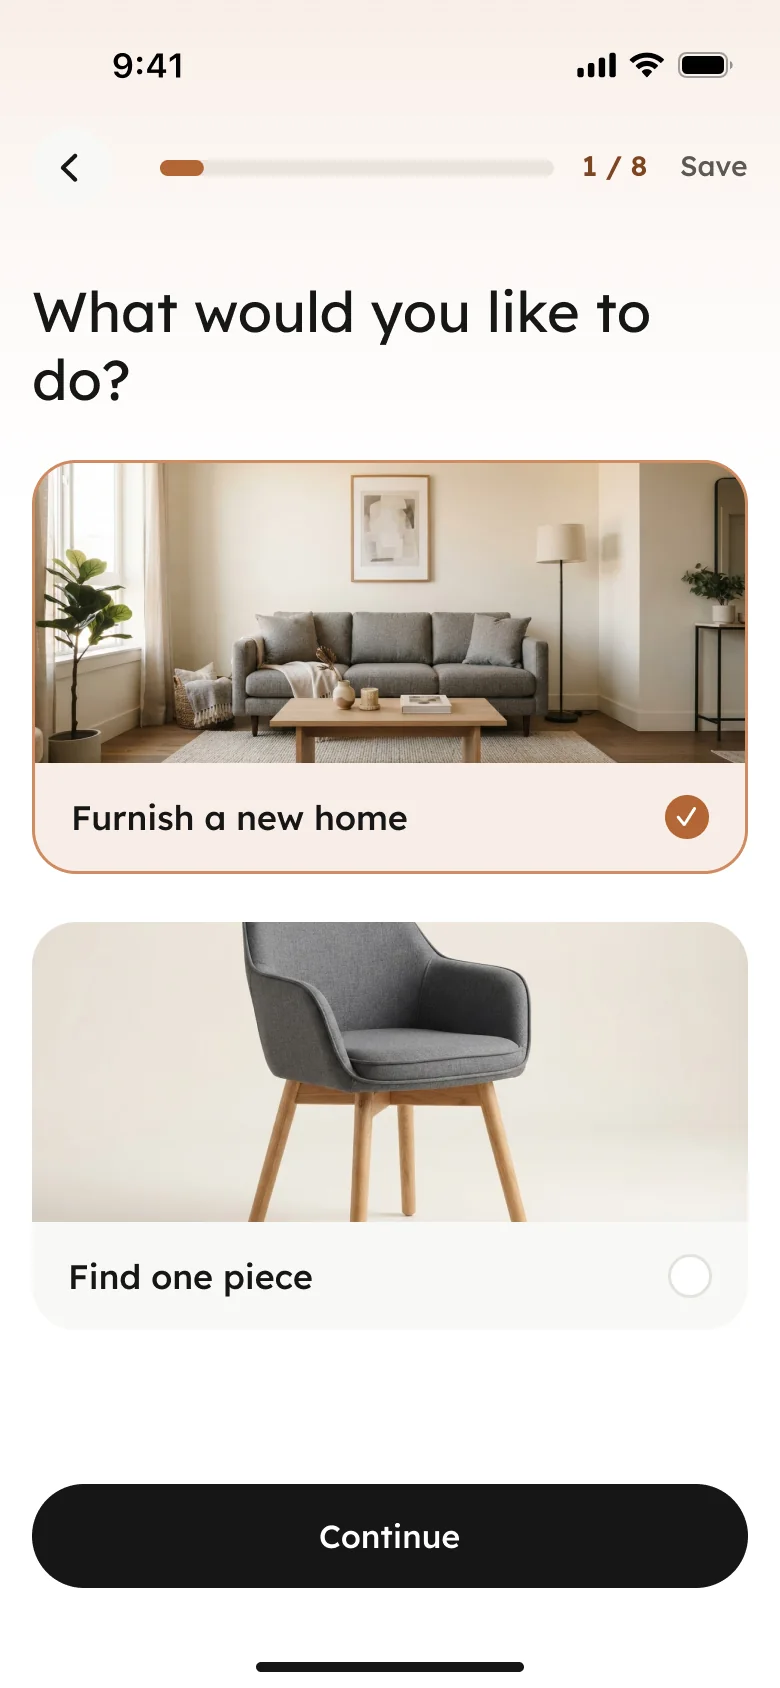 9:41
1 / 8 Save
What would you like to
do?
Furnish a new home
Find one piece
Continue